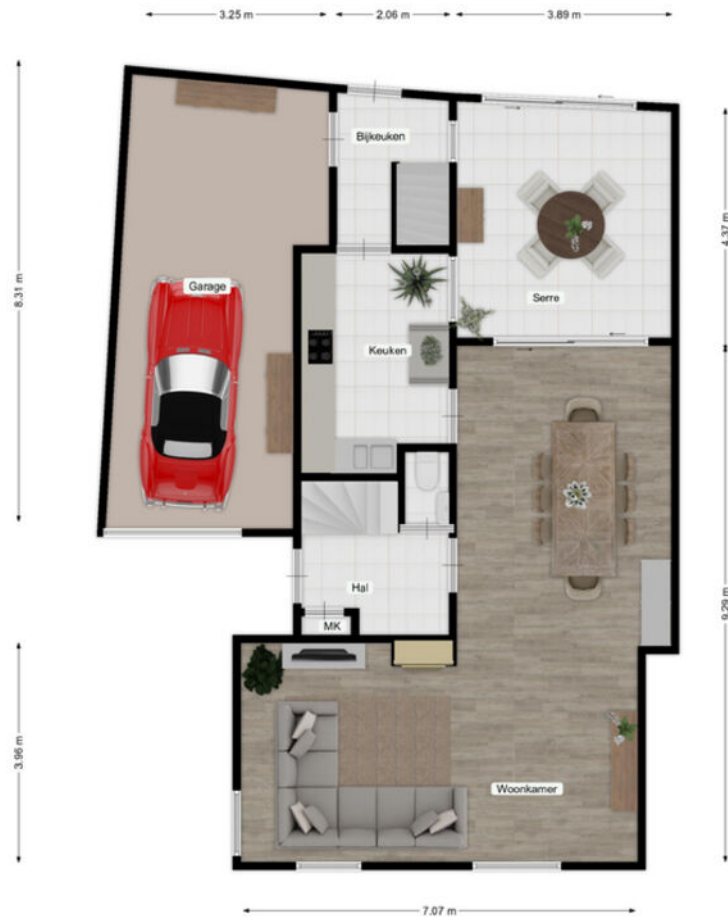 3.25 m
2.06 m
3.89 m
Bijkeuken
4.37 m
8.31 m
Garage
Serre
Keuken
Hal
9.29 m
MK
3.96 m
Woonkamer
7.07 m